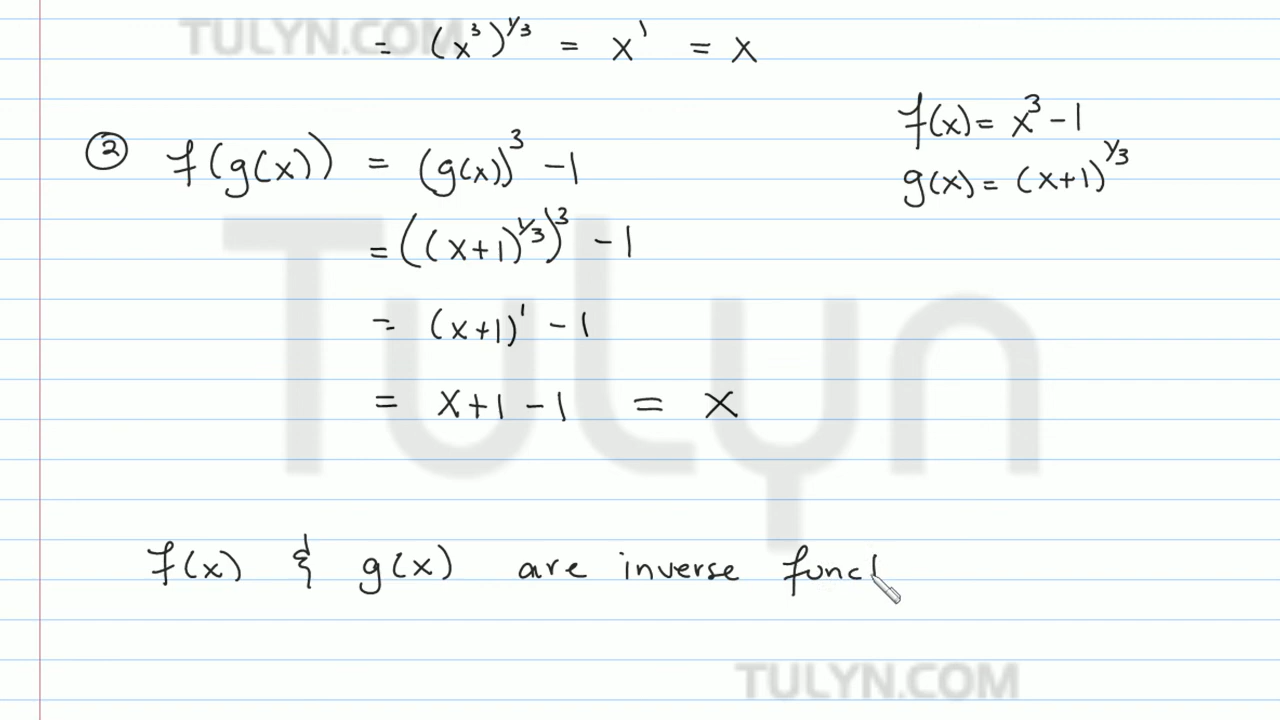 TULYN.COM
= (x³)^1/3 = x¹ = x
f(x) = x³ - 1
② f(g(x)) = (g(x))³ - 1
g(x) = (x+1)^1/3
= ((x+1)^1/3)³ - 1
= (x+1)¹ - 1
= x+1-1 = x
Tulyn
f(x) & g(x) are inverse funct
TULYN.COM